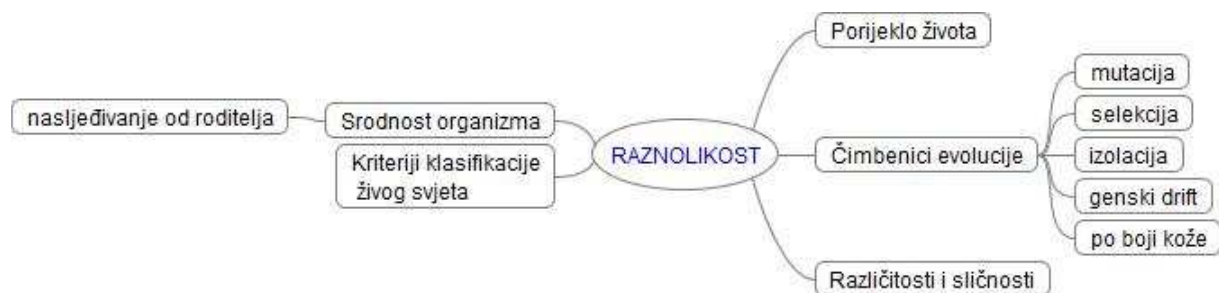 Porijeklo života
mutacija
nasljeđivanje od roditelja
Srodnost organizma
selekcija
Kriteriji klasifikacije
živog svjeta
RAZNOLIKOST
Čimbenici evolucije
izolacija
genski drift
po boji kože
Različitosti i sličnosti